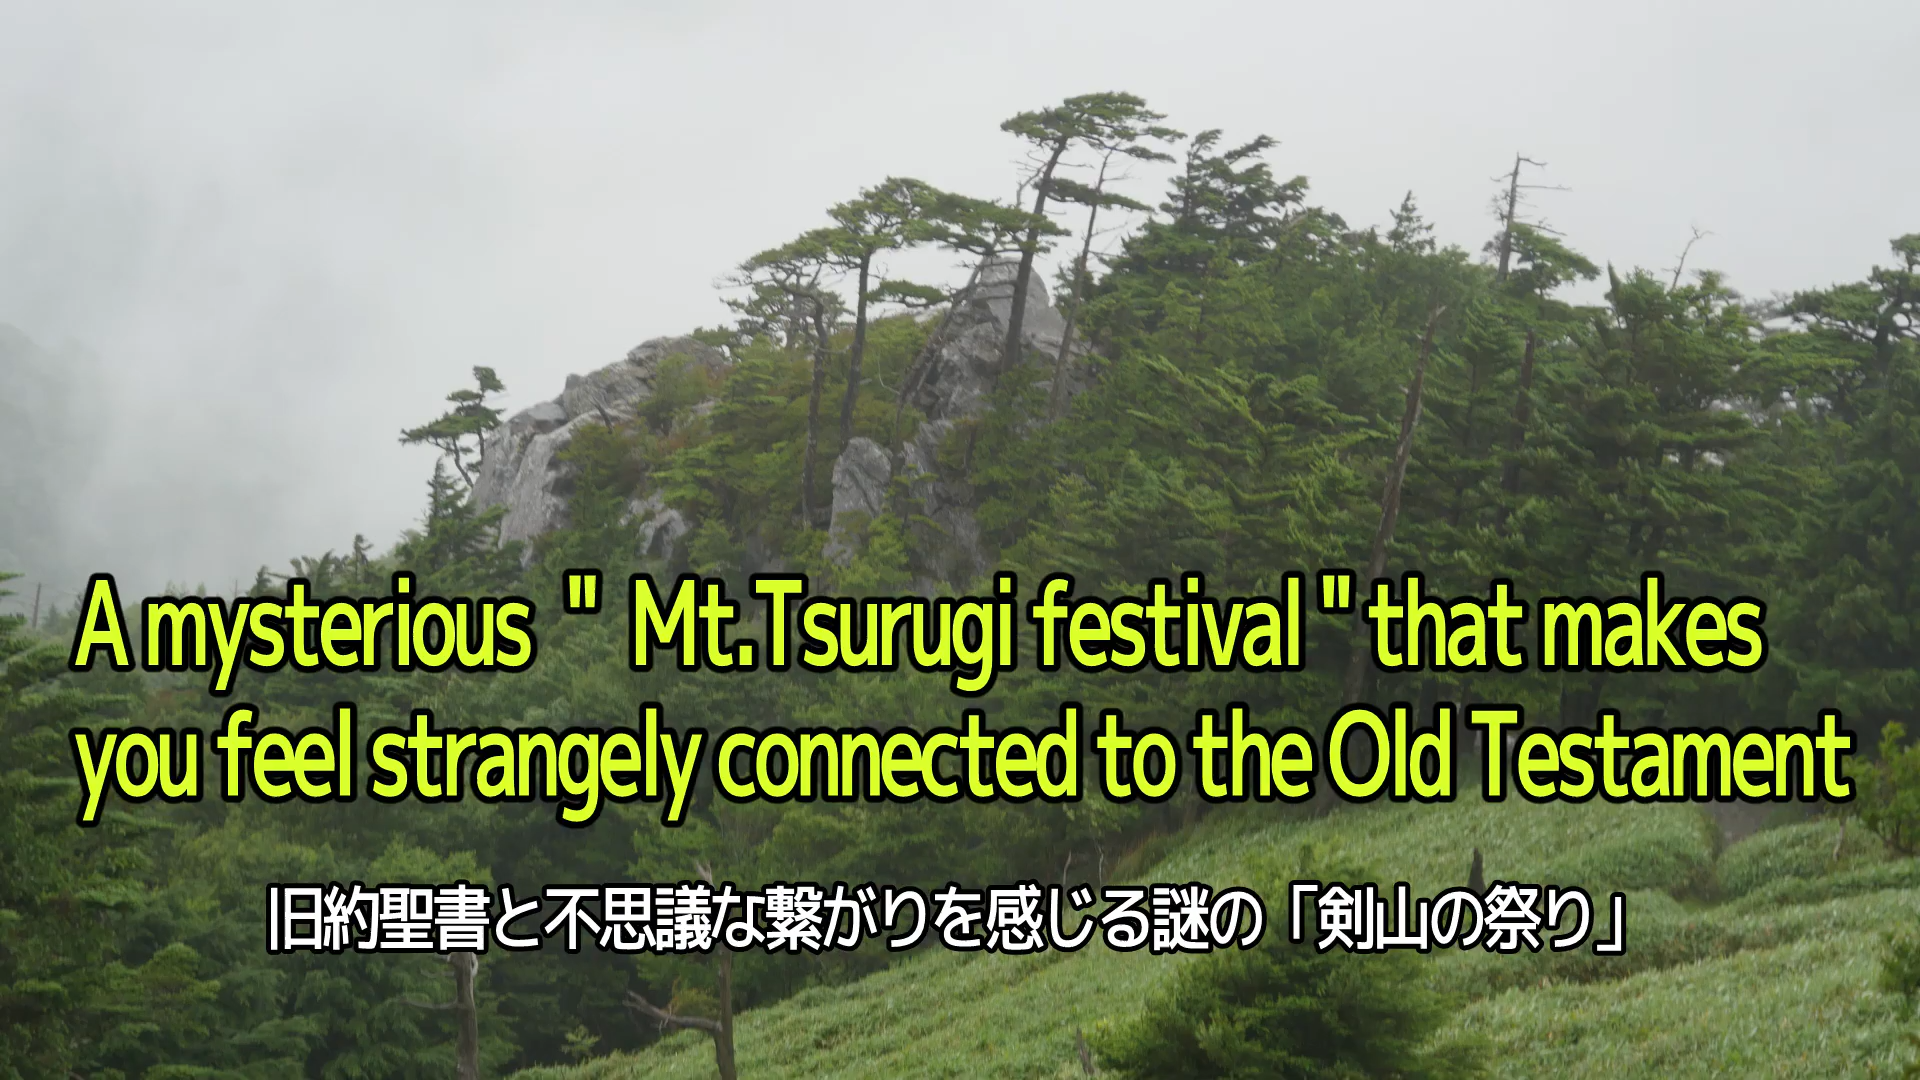 A mysterious " Mt.Tsurugi festival" that makes
you feel strangely connected to the Old Testament
旧約聖書と不思議な繋がりを感じる謎の「剣山の祭り」